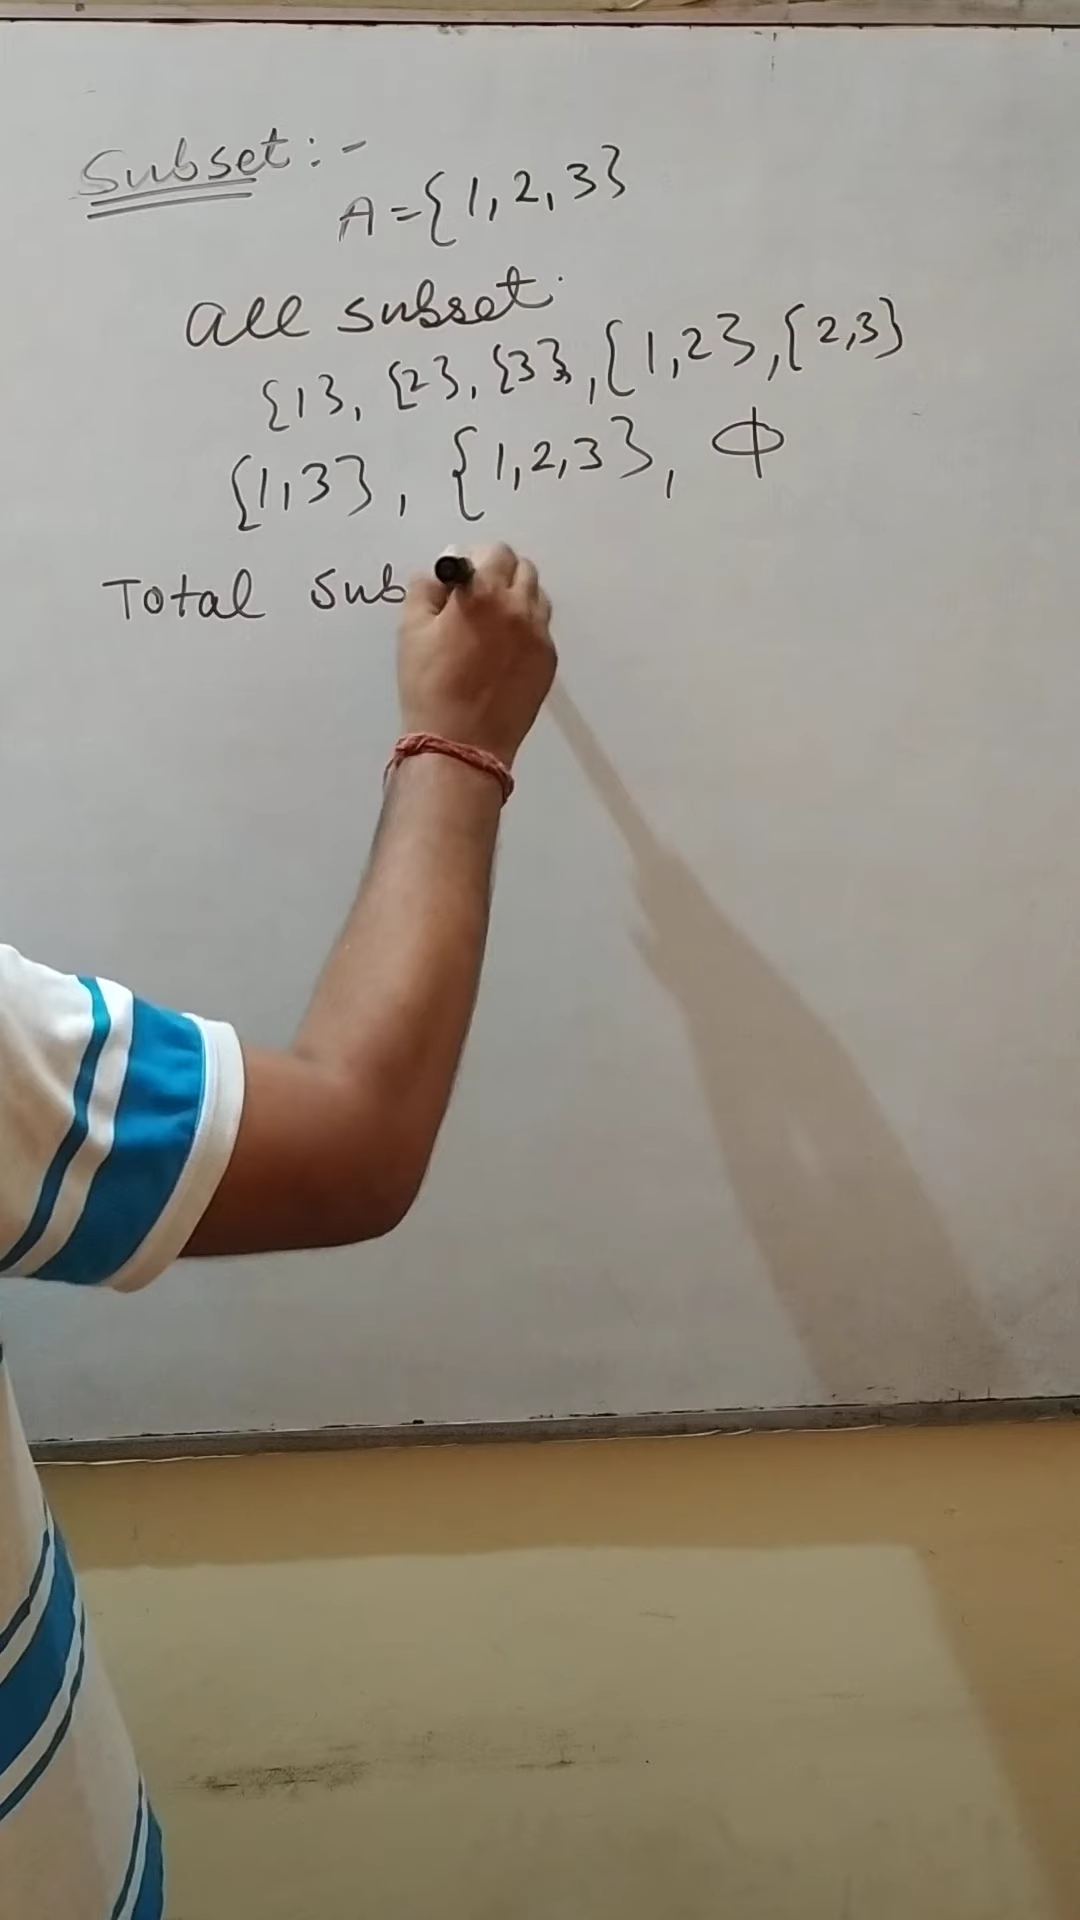 Subset:-
A={1,2,3}
All subset:
{1}, {2}, {3}, {1,2}, {2,3}
{1,3}, {1,2,3}, Φ
Total Sub